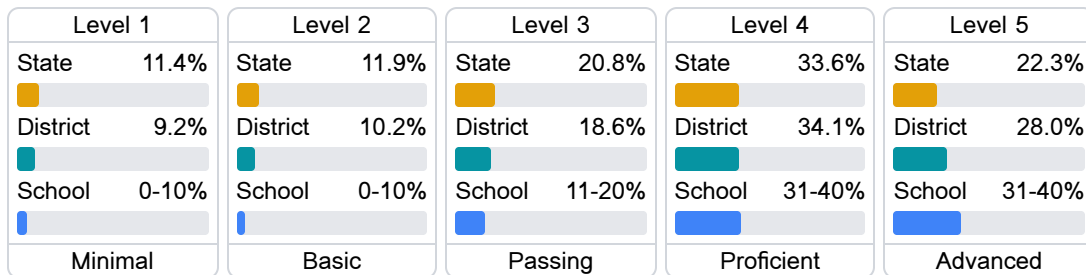 Level 1
State 11.4%
District 9.2%
School 0-10%
Minimal
Level 2
State 11.9%
District 10.2%
School 0-10%
Basic
Level 3
State 20.8%
District 18.6%
School 11-20%
Passing
Level 4
State 33.6%
District 34.1%
School 31-40%
Proficient
Level 5
State 22.3%
District 28.0%
School 31-40%
Advanced